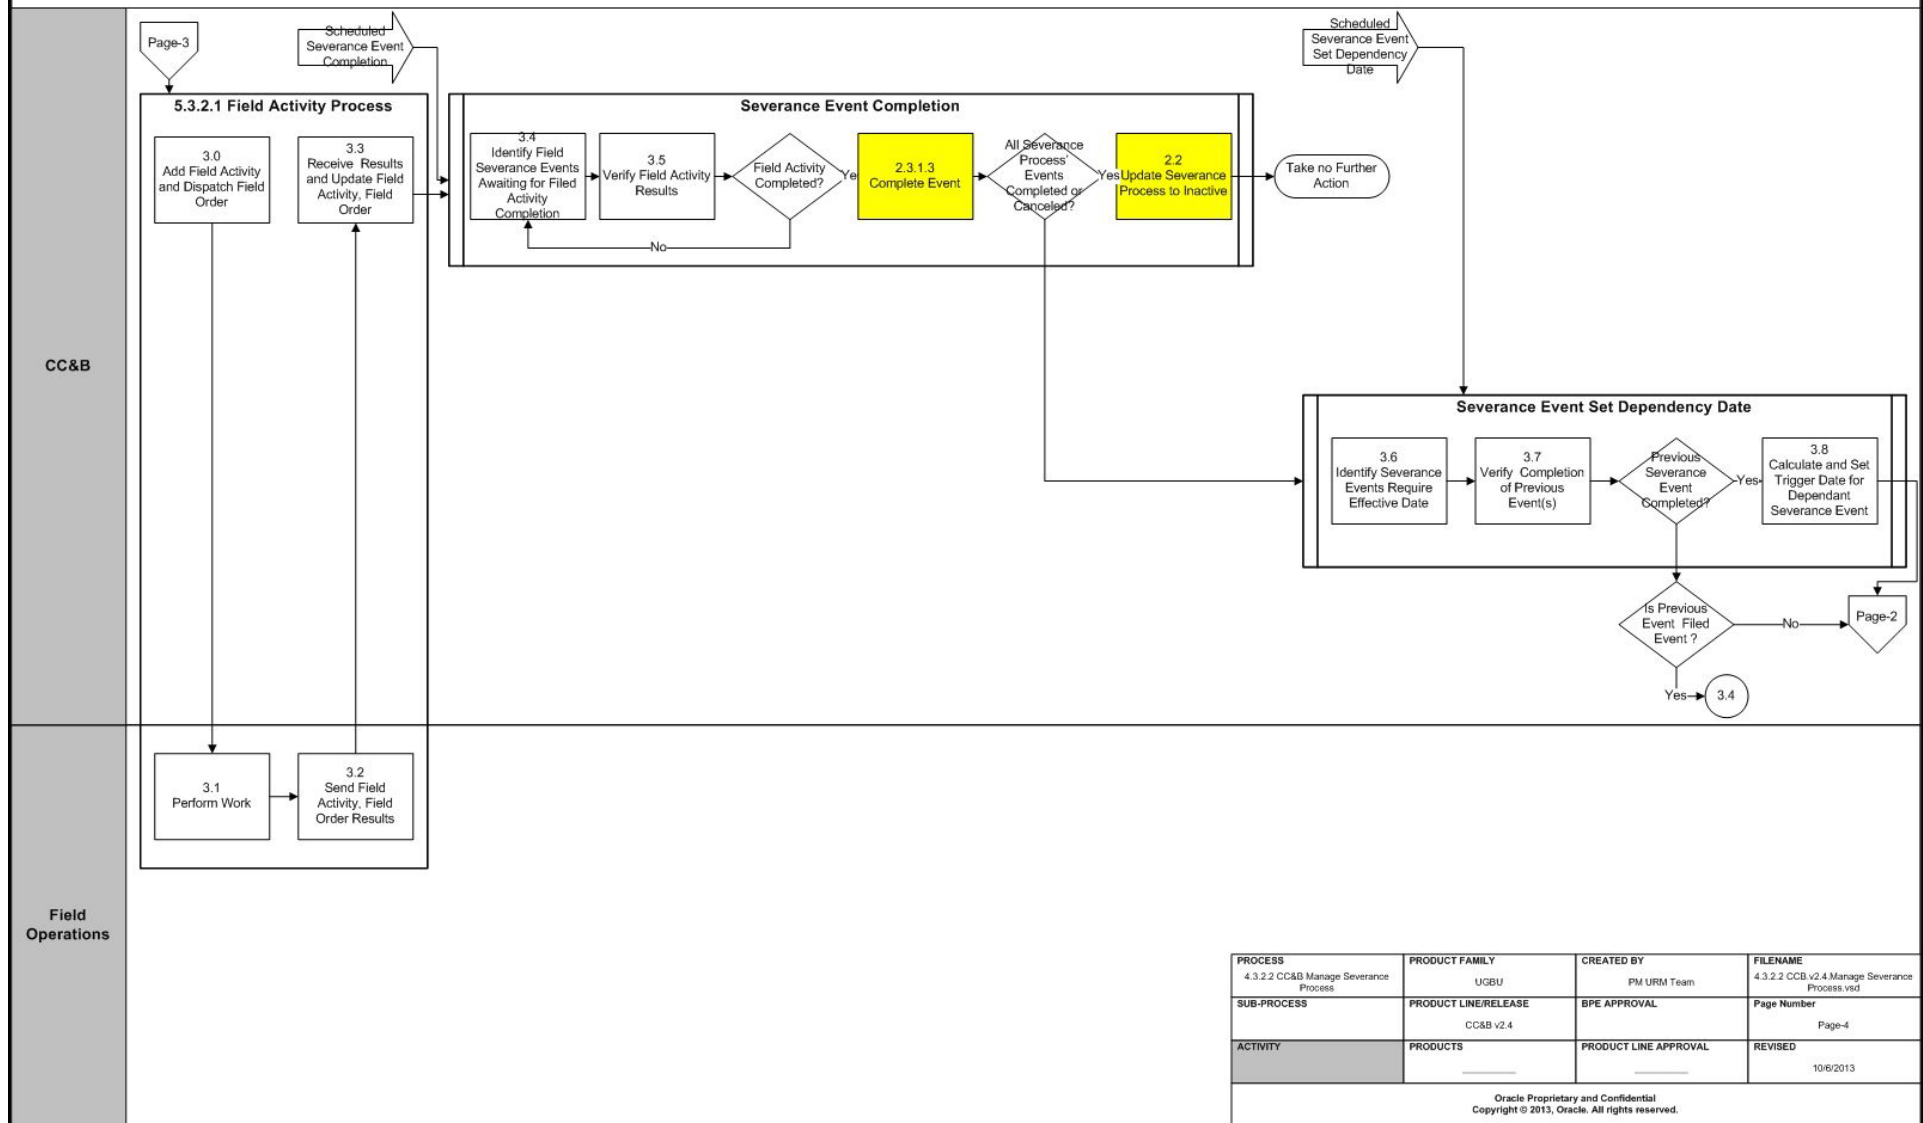 Page-3
Scheduled
Severance Event
Completion
Scheduled
Severance Event
Set Dependency
Date
5.3.2.1 Field Activity Process
3.0
Add Field Activity
and Dispatch Field
Order
3.3
Receive Results
and Update Field
Activity, Field
Order
Severance Event Completion
3.4
Identify Field
Severance Events
Awaiting for Filed
Activity
Completion
3.5
Verify Field Activity
Results
Field Activity
Completed?
Ye
No
2.3.1.3
Complete Event
All Severance
Process'
Events
Completed or
Canceled?
Yes
2.2
Update Severance
Process to Inactive
Take no Further
Action
CC&B
Severance Event Set Dependency Date
3.6
Identify Severance
Events Require
Effective Date
3.7
Verify Completion
of Previous
Event(s)
Previous
Severance
Event
Completed?
Yes
3.8
Calculate and Set
Trigger Date for
Dependant
Severance Event
Is Previous
Event Filed
Event ?
No
Page-2
Yes
3.4
3.1
Perform Work
3.2
Send Field
Activity, Field
Order Results
Field
Operations
PROCESS
4.3.2.2 CC&B Manage Severance
Process
PRODUCT FAMILY
UGBU
CREATED BY
PM URM Team
FILENAME
4.3.2.2 CCB.v2.4.Manage Severance
Process.vsd
SUB-PROCESS
PRODUCT LINE/RELEASE
CC&B v2.4
BPE APPROVAL
Page Number
Page-4
ACTIVITY
PRODUCTS
PRODUCT LINE APPROVAL
REVISED
10/6/2013
Oracle Proprietary and Confidential
Copyright © 2013, Oracle. All rights reserved.